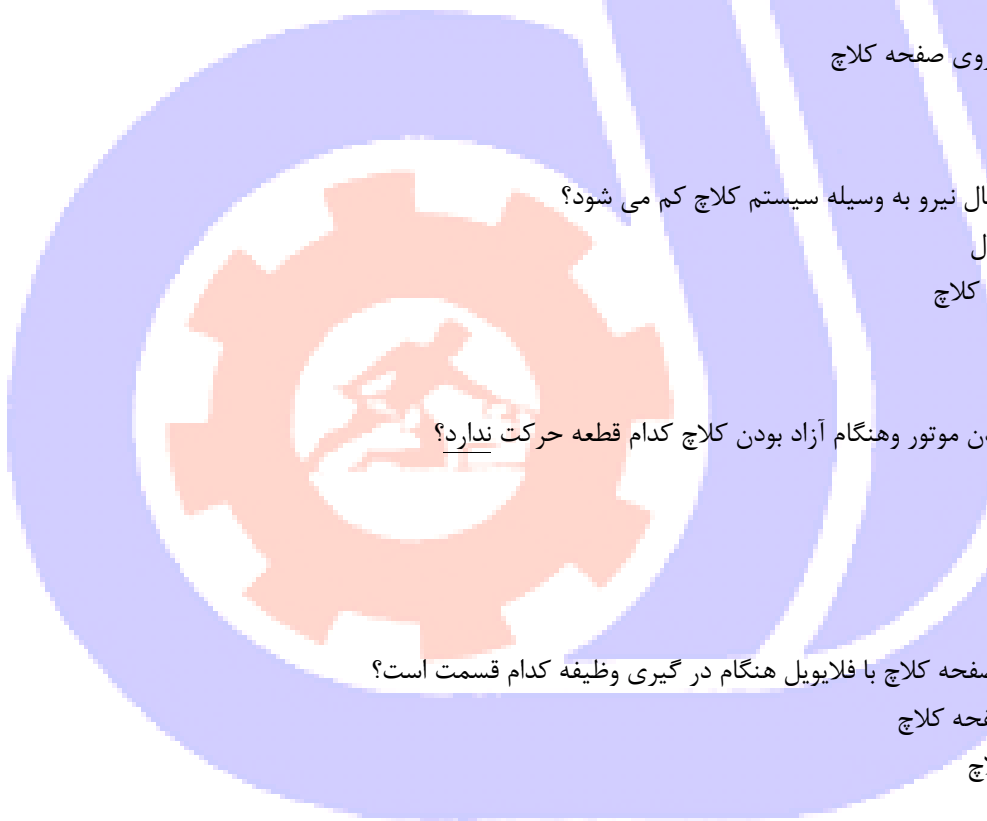 روی صفحه کلاچ
ال نیرو به وسیله سیستم کلاچ کم می شود؟
ل
کلاچ
ن موتور وهنگام آزاد بودن کلاچ کدام قطعه حرکت ندارد؟
صفحه کلاچ با فلایویل هنگام در گیری وظیفه کدام قسمت است؟
فحه کلاچ
لاچ